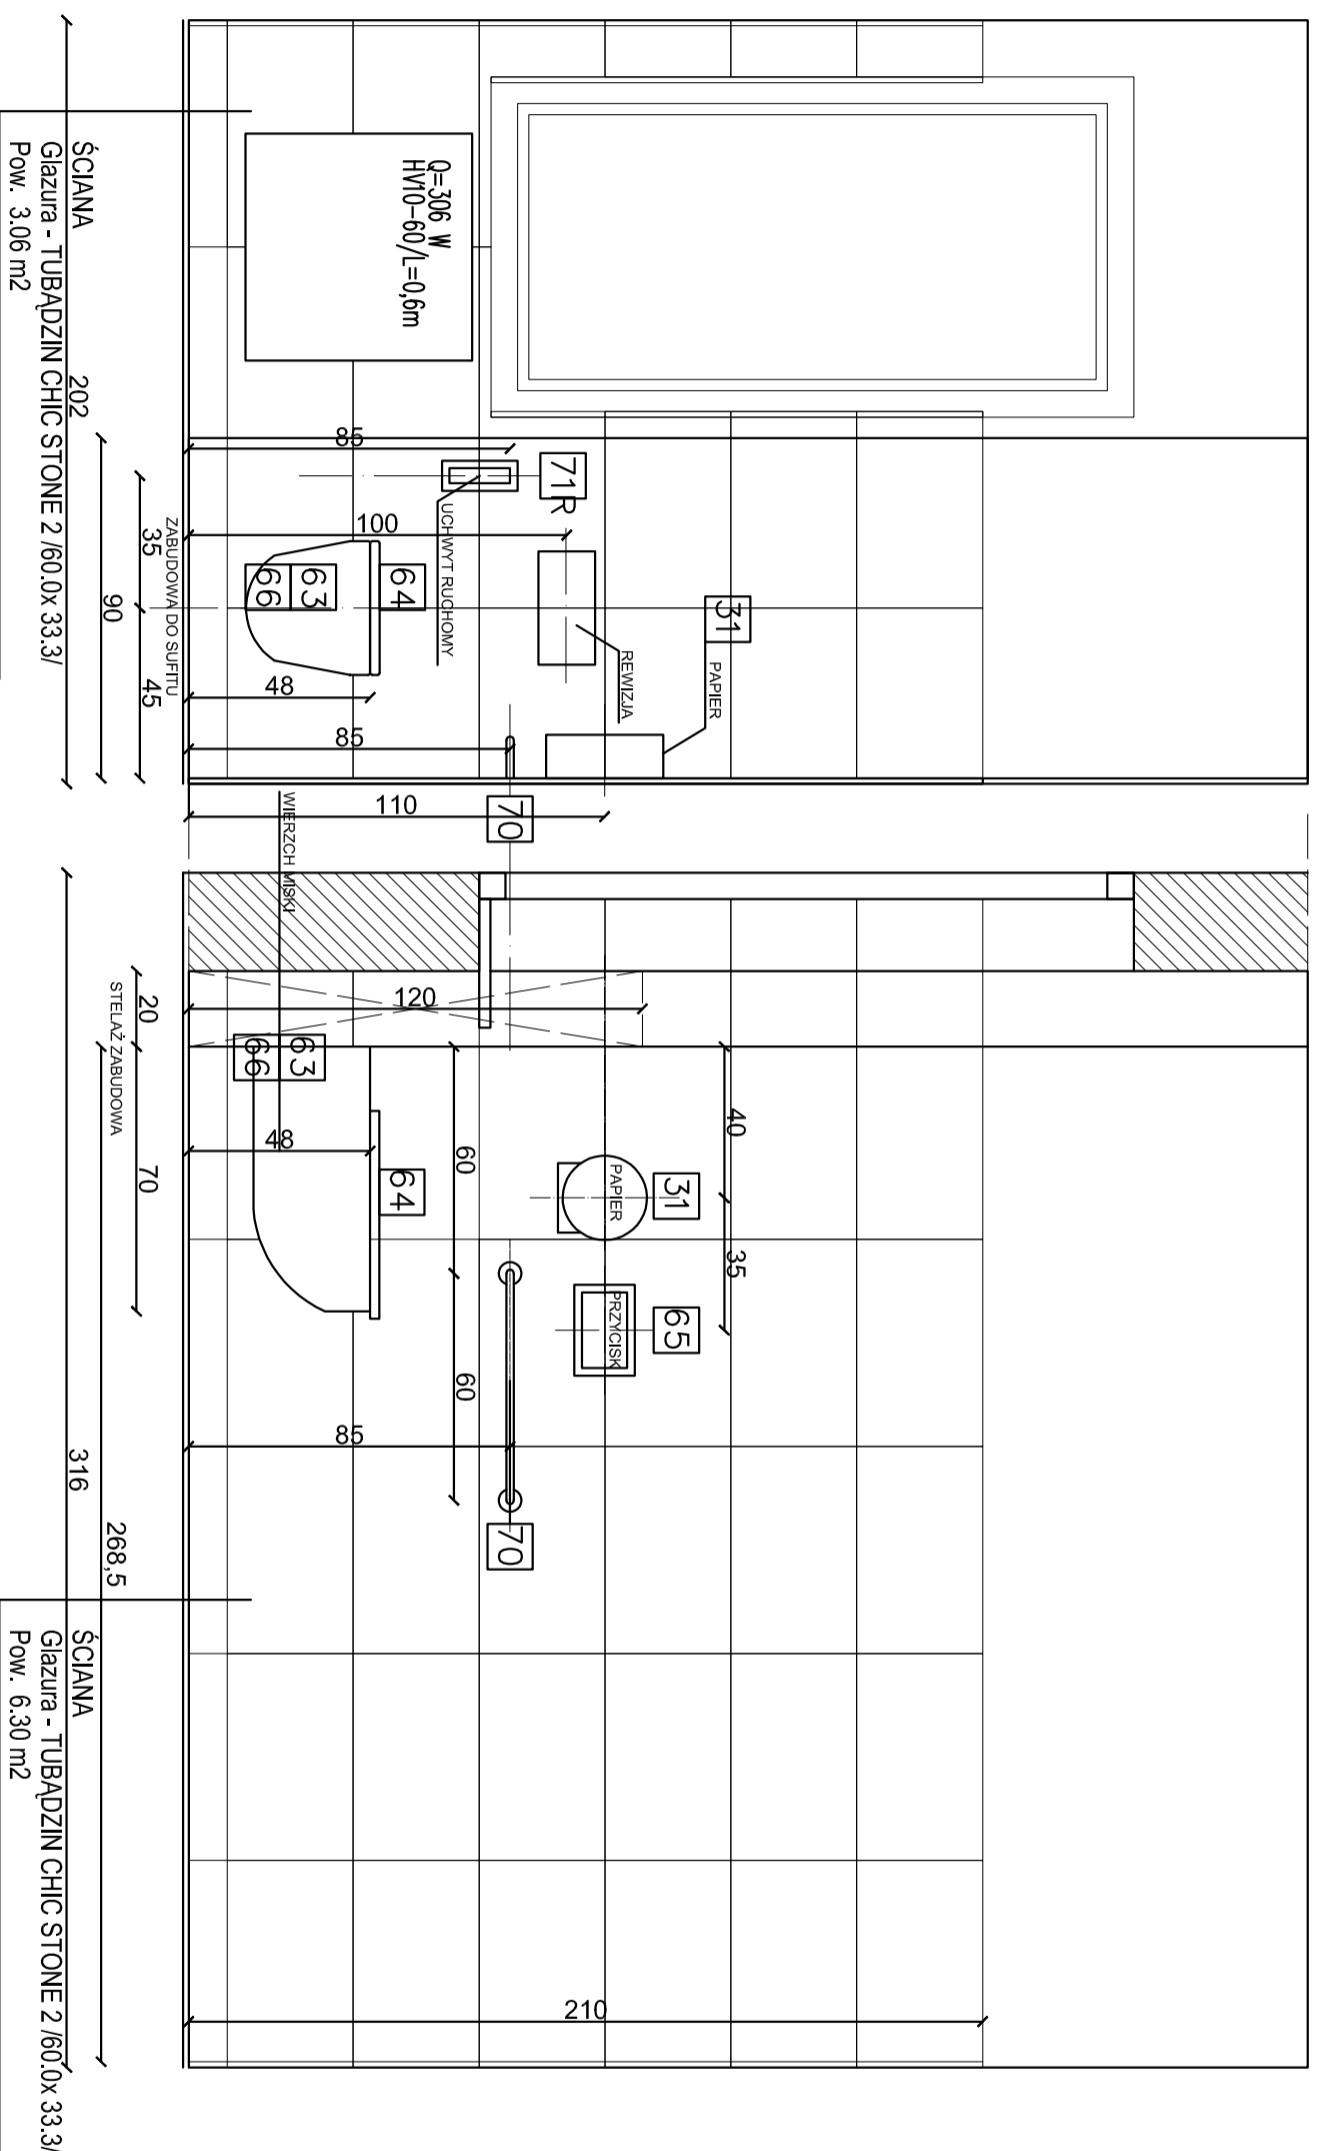 Q=306 W
HV10-60/L=0,6m
85
71R
UCHWYT RUCHOMY
100
66
63
64
REWIZJA
31
PAPIER
48
85
70
110
35
45
ZABUDOWA DO SUFITU
90
202
ŚCIANA
Glazura - TUBĄDZIN CHIC STONE 2 /60.0x 33.3/
Pow. 3.06 m2
WIERZCH MISKI
120
20
STELAŻ ZABUDOWA
70
66
63
48
64
60
60
40
35
PAPIER
31
PRZYCISK
65
85
70
210
268,5
316
ŚCIANA
Glazura - TUBĄDZIN CHIC STONE 2 /60.0x 33.3/
Pow. 6.30 m2